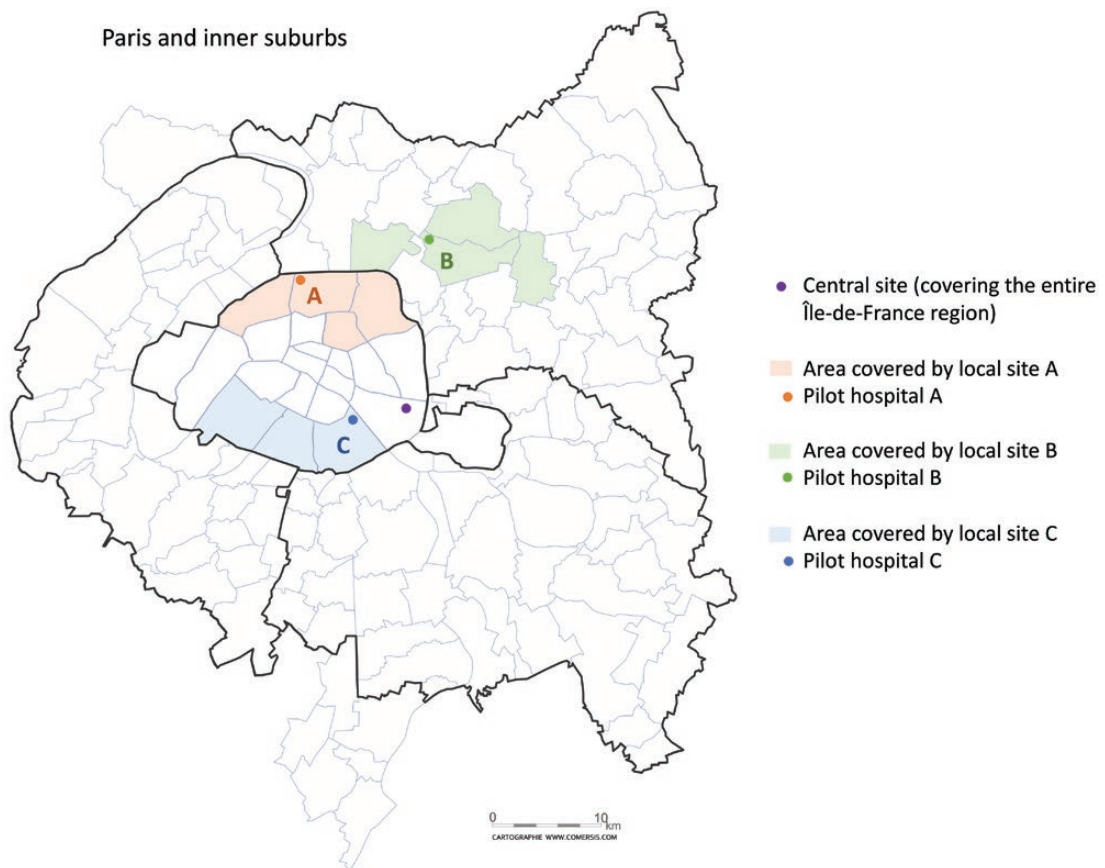 Paris and inner suburbs
A
B
C
Central site (covering the entire
Île-de-France region)
Area covered by local site A
Pilot hospital A
Area covered by local site B
Pilot hospital B
Area covered by local site C
Pilot hospital C
0 10
km
CARTOGRAPHIE WWW.COMERSIS.COM